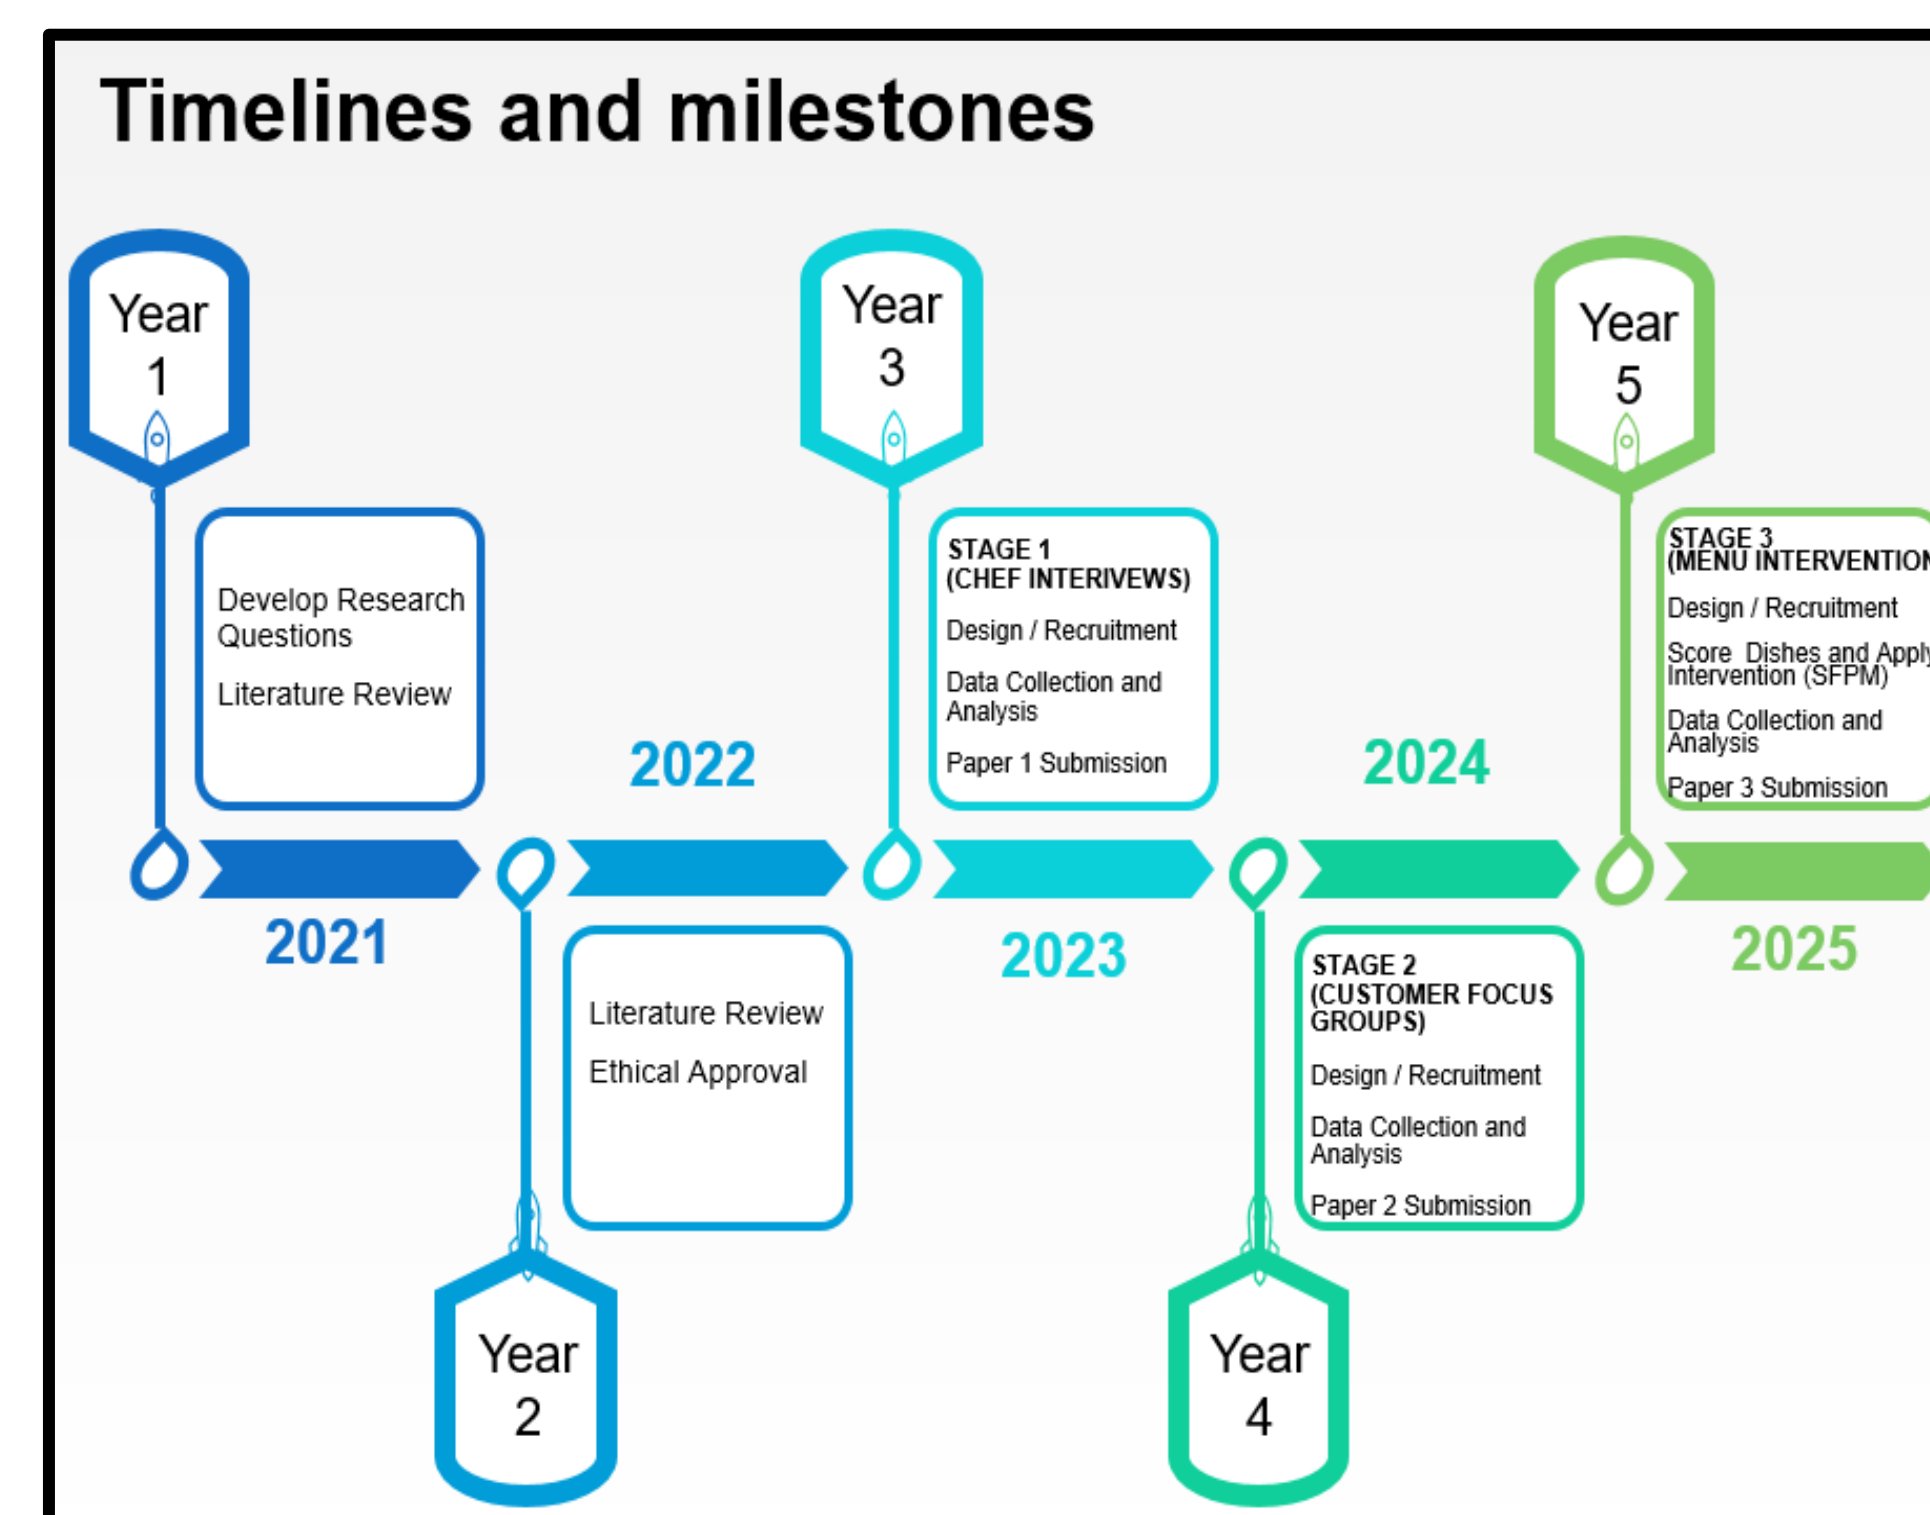 Timelines and milestones
Year
1
Develop Research
Questions
Literature Review
2021
2022
Literature Review
Ethical Approval
Year
2
Year
3
STAGE 1
(CHEF INTERIVEWS)
Design / Recruitment
Data Collection and
Analysis
Paper 1 Submission
2023
2024
STAGE 2
(CUSTOMER FOCUS
GROUPS)
Design / Recruitment
Data Collection and
Analysis
Paper 2 Submission
Year
4
Year
5
STAGE 3
(MENU INTERVENTION
Design / Recruitment
Score Dishes and Apply
Intervention (SFPM)
Data Collection and
Analysis
Paper 3 Submission
2025